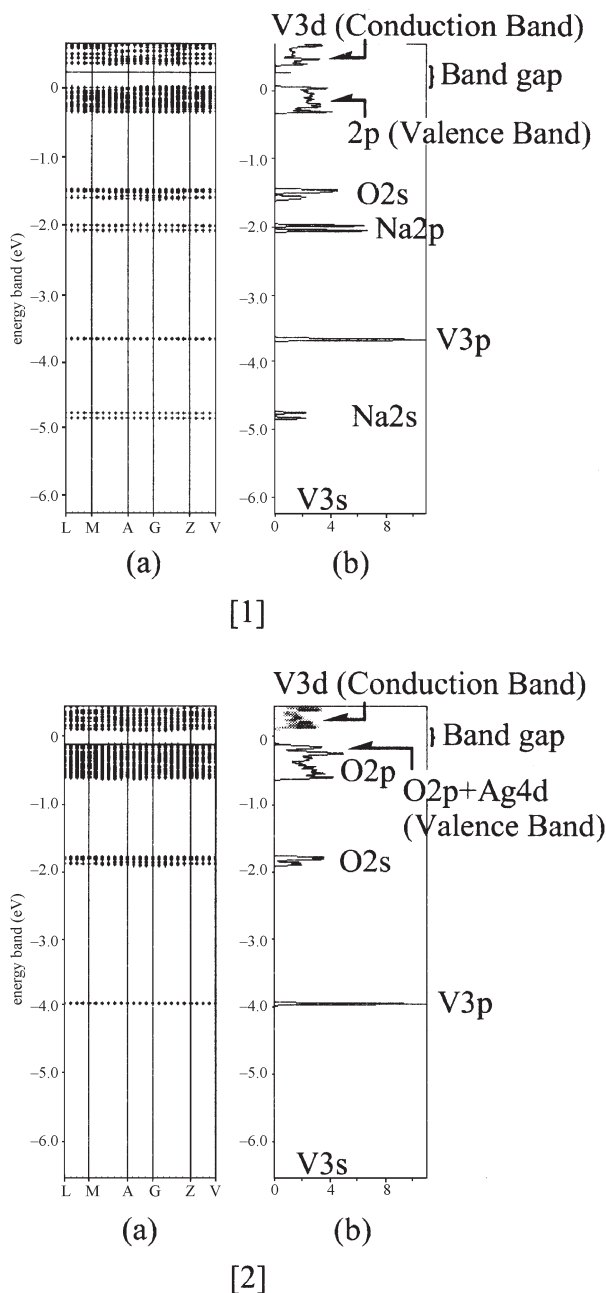 V3d (Conduction Band)
Band gap
2p (Valence Band)
O2s
Na2p
V3p
Na2s
V3s
energy band (eV)
0
−1.0
−2.0
−3.0
−4.0
−5.0
−6.0
L M A G Z V
0 4 8
(a) (b)
[1]
V3d (Conduction Band)
Band gap
O2p
O2p+Ag4d
(Valence Band)
O2s
V3p
V3s
energy band (eV)
0
−1.0
−2.0
−3.0
−4.0
−5.0
−6.0
L M A G Z V
0 4 8
(a) (b)
[2]